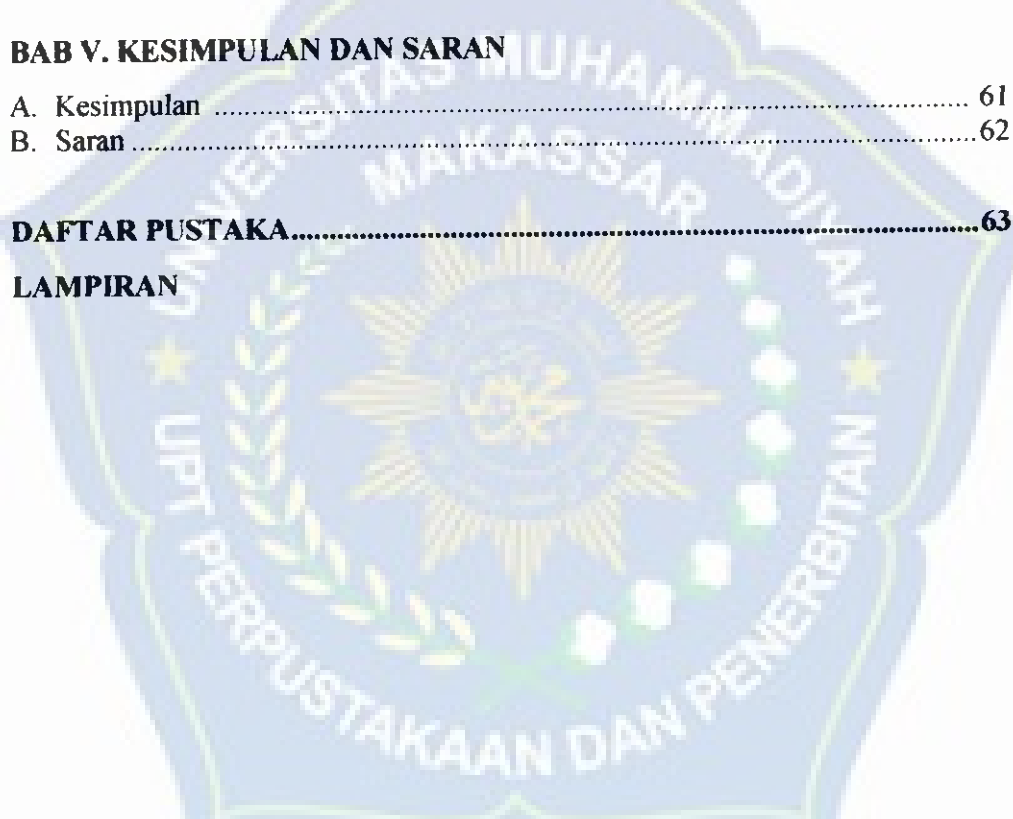 BAB V. KESIMPULAN DAN SARAN
A. Kesimpulan ........................................................................ 61
B. Saran ........................................................................62
DAFTAR PUSTAKA........................................................................63
LAMPIRAN
UNIVERSITAS MUHAMMADIYAH
MAKASSAR
UPT PERPUSTAKAAN DAN PENERBITAN